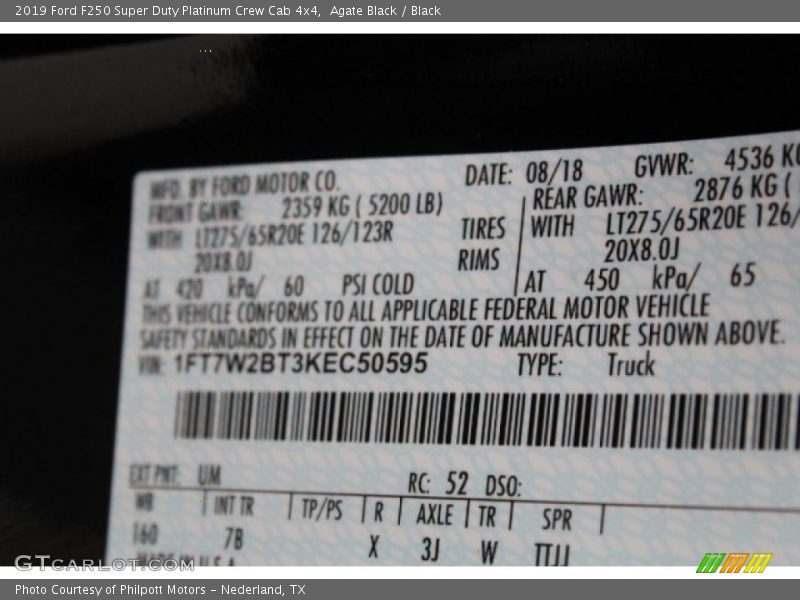 2019 Ford F250 Super Duty Platinum Crew Cab 4x4,  Agate Black / Black
MFD. BY FORD MOTOR CO. DATE: 08/18 GVWR: 4536 KG
FRONT GAWR: 2359 KG ( 5200 LB) REAR GAWR: 2876 KG (
WITH LT275/65R20E 126/123R TIRES WITH LT275/65R20E 126/
20X8.0J RIMS 20X8.0J
AT 420 kPa/ 60 PSI COLD AT 450 kPa/ 65
THIS VEHICLE CONFORMS TO ALL APPLICABLE FEDERAL MOTOR VEHICLE
SAFETY STANDARDS IN EFFECT ON THE DATE OF MANUFACTURE SHOWN ABOVE.
VIN: 1FT7W2BT3KEC50595 TYPE: Truck
EXT PNT: UM RC: 52 DSO:
WB INT TR TP/PS R AXLE TR SPR
160 7B X 3J W TTJJ
MADE IN U.S.A.
GTCARLOT.COM
Photo Courtesy of Philpott Motors - Nederland, TX